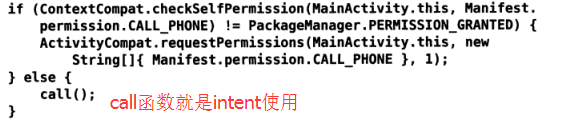 if (ContextCompat.checkSelfPermission(MainActivity.this, Manifest.
permission.CALL_PHONE) != PackageManager.PERMISSION_GRANTED) {
ActivityCompat.requestPermissions(MainActivity.this, new
String[]{ Manifest.permission.CALL_PHONE }, 1);
} else {
call();
call函数就是intent使用
}